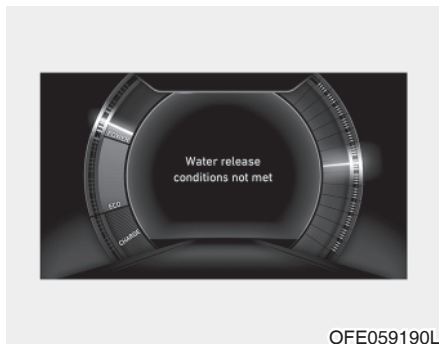 POWER
Water release
conditions not met
ECO
CHARGE
OFE059190L